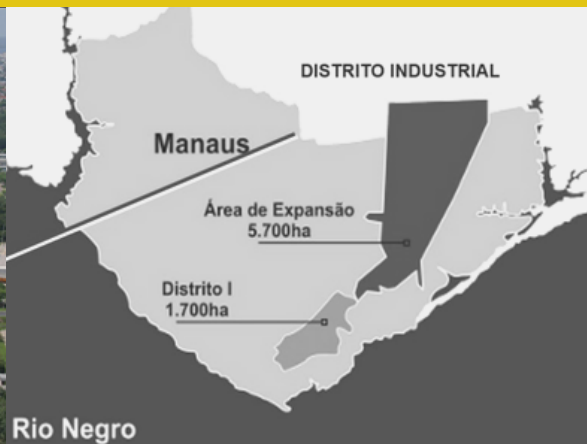 DISTRITO INDUSTRIAL
Manaus
Área de Expansão
5.700ha
Distrito I
1.700ha
Rio Negro